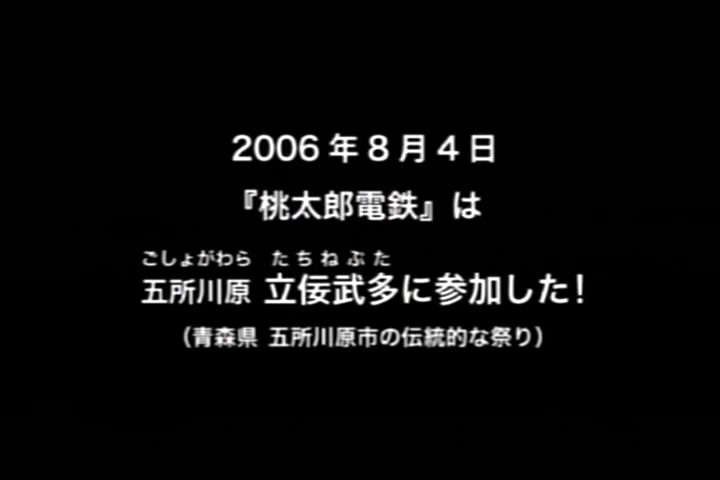 2006年8月4日
『桃太郎電鉄』は
ごしょがわら たちねぷた
五所川原 立佞武多に参加した!
(青森県 五所川原市の伝統的な祭り)